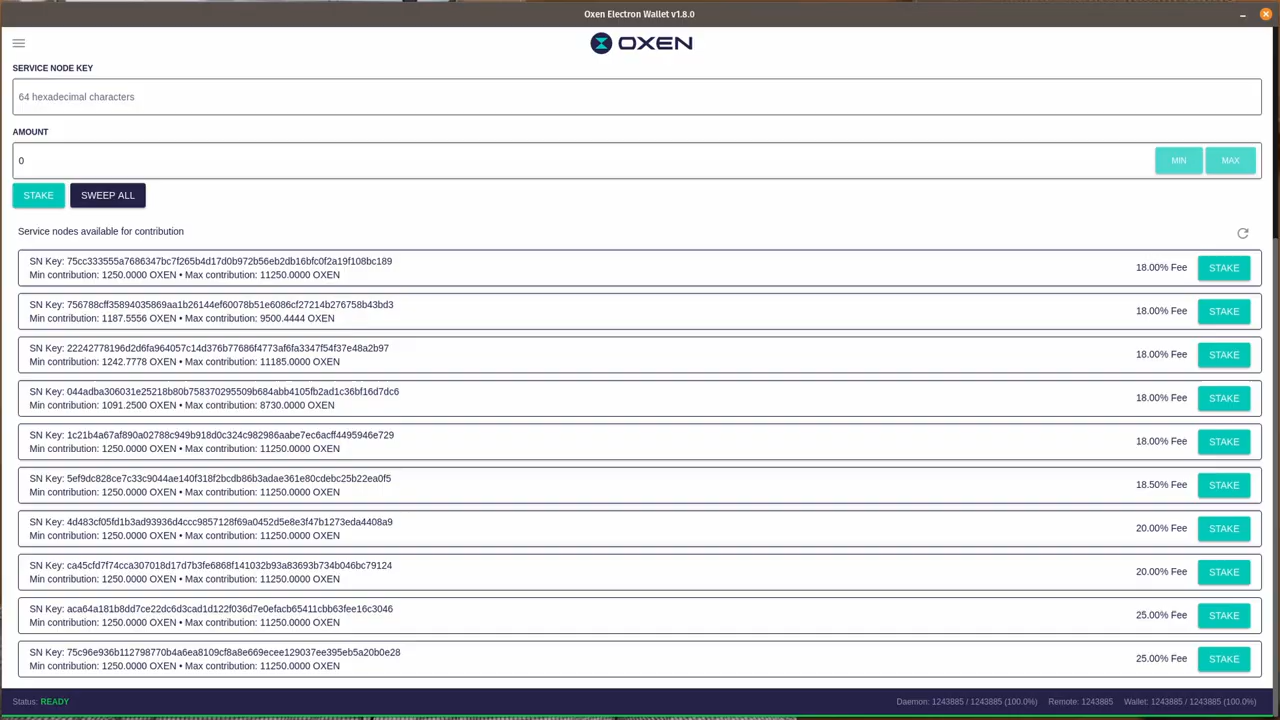 Oxen Electron Wallet v1.8.0
OXEN
SERVICE NODE KEY
64 hexadecimal characters
AMOUNT
0
MIN
MAX
STAKE
SWEEP ALL
Service nodes available for contribution
SN Key: 75cc333555a7686347bc7f265b4d17d0b972b56eb2db16bfc0f2a19f108bc189
Min contribution: 1250.0000 OXEN • Max contribution: 11250.0000 OXEN
18.00% Fee
STAKE
SN Key: 756788cff35894035869aa1b26144ef60078b51e6086cf27214b276758b43bd3
Min contribution: 1187.5556 OXEN • Max contribution: 9500.4444 OXEN
18.00% Fee
STAKE
SN Key: 22242778196d2d6fa964057c14d376b77686f4773af6fa3347f54f37e48a2b97
Min contribution: 1242.7778 OXEN • Max contribution: 11185.0000 OXEN
18.00% Fee
STAKE
SN Key: 044adba306031e25218b80b758370295509b684abb4105fb2ad1c36bf16d7dc6
Min contribution: 1091.2500 OXEN • Max contribution: 8730.0000 OXEN
18.00% Fee
STAKE
SN Key: 1c21b4a67af890a02788c949b918d0c324c982986aabe7ec6acff4495946e729
Min contribution: 1250.0000 OXEN • Max contribution: 11250.0000 OXEN
18.00% Fee
STAKE
SN Key: 5ef9dc828ce7c33c9044ae140f318f2bcdb86b3adae361e80cdebc25b22ea0f5
Min contribution: 1250.0000 OXEN • Max contribution: 11250.0000 OXEN
18.50% Fee
STAKE
SN Key: 4d483cf05fd1b3ad93936d4ccc9857128f69a0452d5e8e3f47b1273eda4408a9
Min contribution: 1250.0000 OXEN • Max contribution: 11250.0000 OXEN
20.00% Fee
STAKE
SN Key: ca45cfd7f74cca307018d17d7b3fe6868f141032b93a83693b734b046bc79124
Min contribution: 1250.0000 OXEN • Max contribution: 11250.0000 OXEN
20.00% Fee
STAKE
SN Key: aca64a181b8dd7ce22dc6d3cad1d122f036d7e0efacb65411cbb63fee16c3046
Min contribution: 1250.0000 OXEN • Max contribution: 11250.0000 OXEN
25.00% Fee
STAKE
SN Key: 75c96e936b112798770b4a6ea8109cf8a8e669ecee129037ee395eb5a20b0e28
Min contribution: 1250.0000 OXEN • Max contribution: 11250.0000 OXEN
25.00% Fee
STAKE
Status: READY
Daemon: 1243885 / 1243885 (100.0%)
Remote: 1243885
Wallet: 1243885 / 1243885 (100.0%)